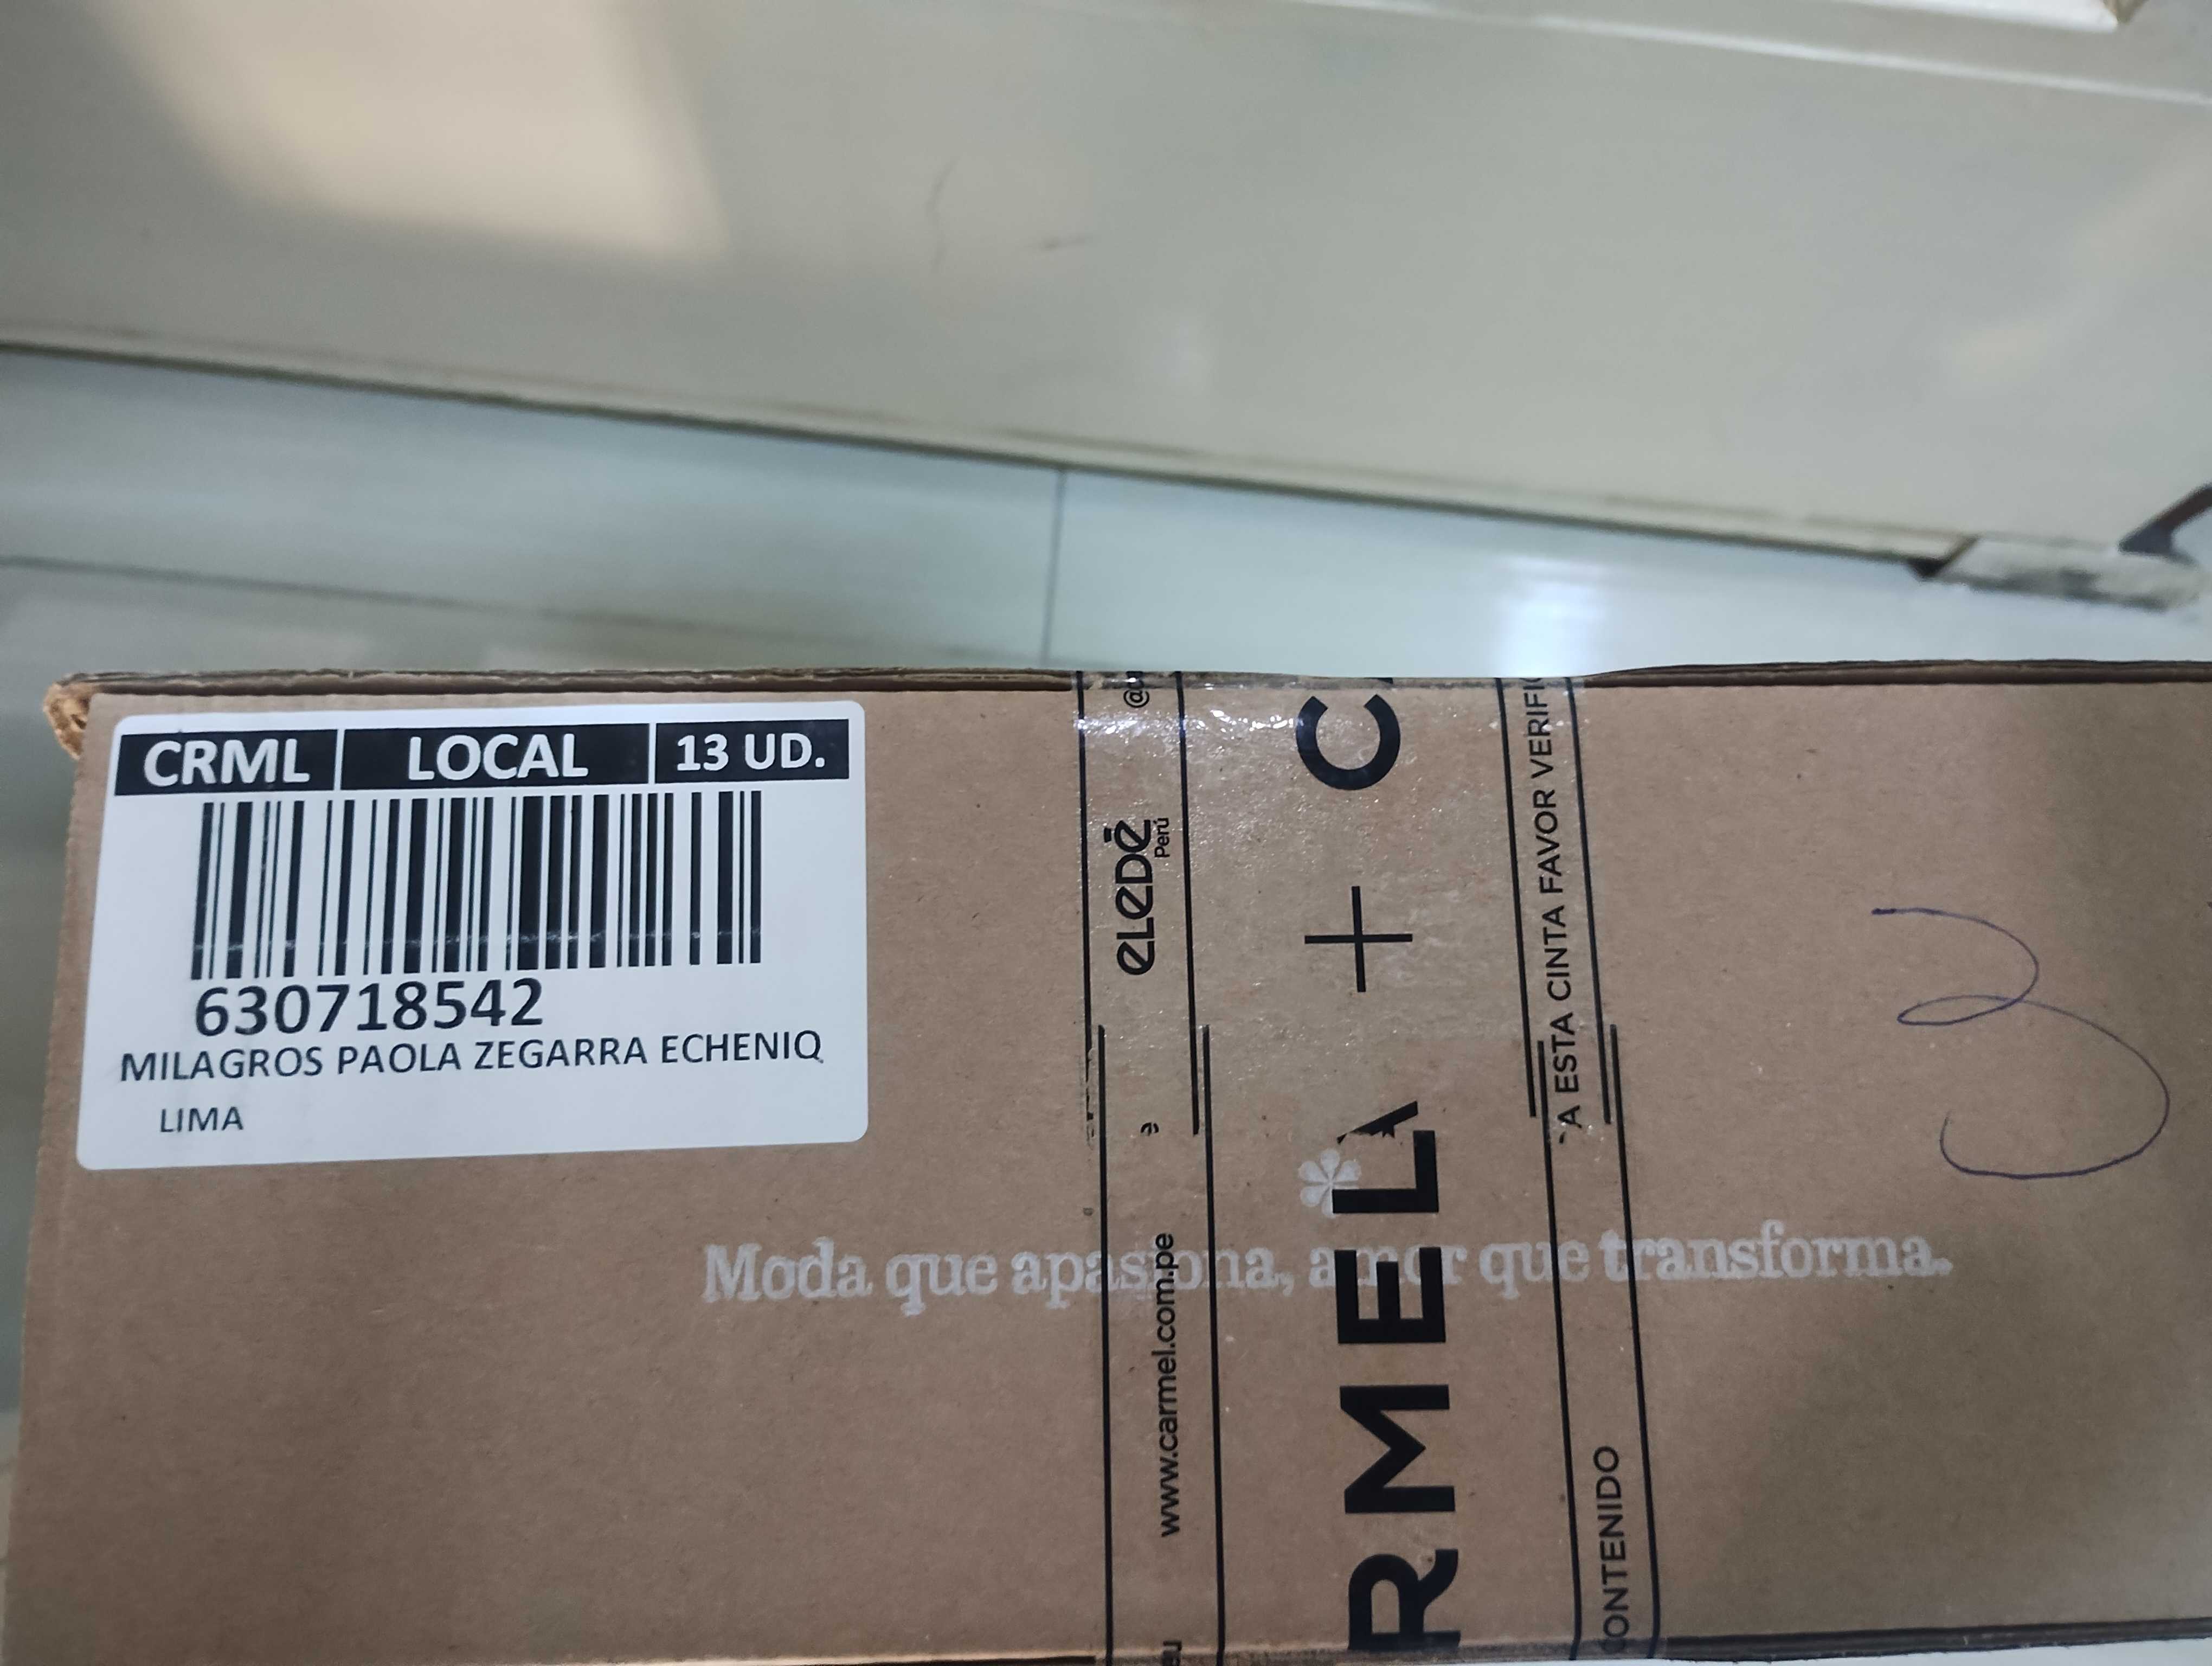 CRML LOCAL 13 UD.
630718542
MILAGROS PAOLA ZEGARRA ECHENIQ
LIMA
eLeDé
Perú
www.carmel.com.pe
C
+
RMEL
A ESTA CINTA FAVOR VERIFIC
CONTENIDO
Moda que apasiona, amor que transforma.
3